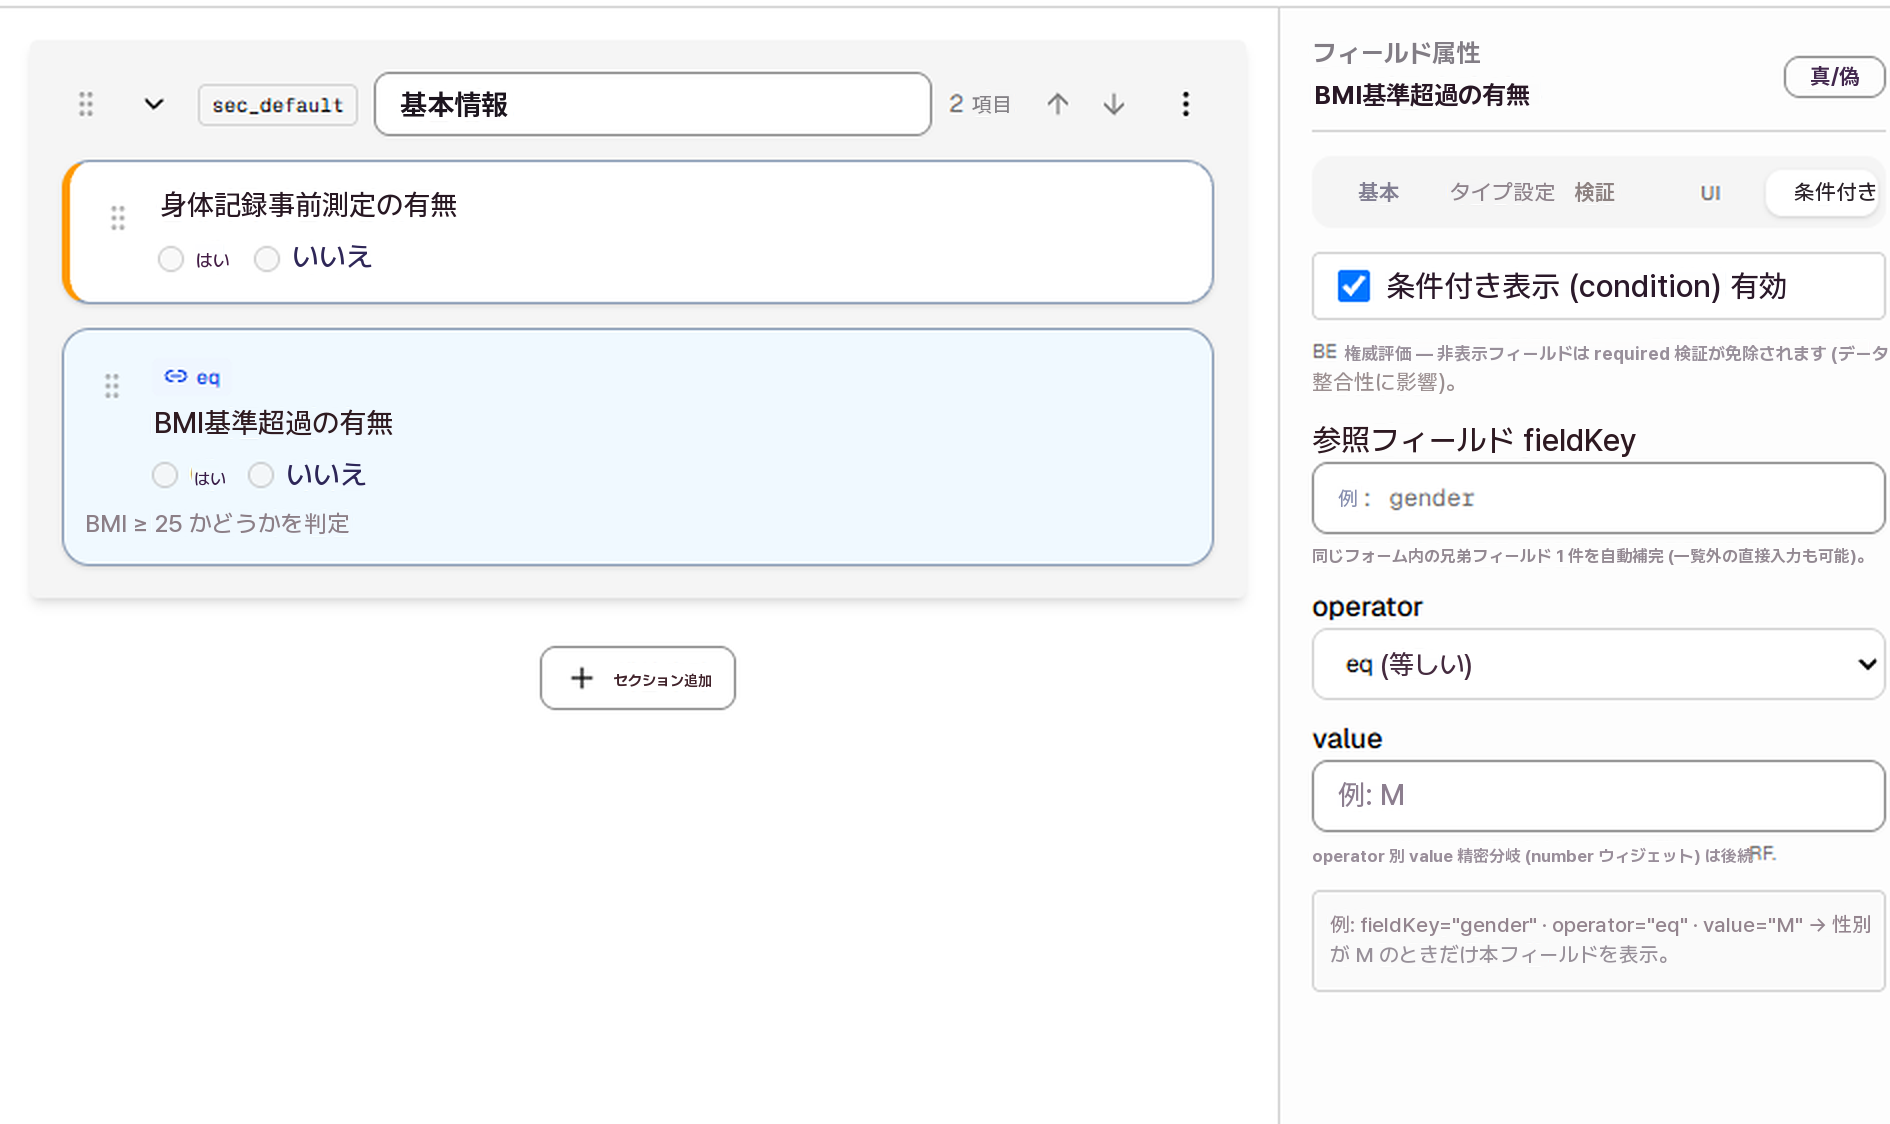 sec_default 基本情報 2 項目
身体記録事前測定の有無
はい いいえ
eq
BMI基準超過の有無
はい いいえ
BMI ≥ 25 かどうかを判定
セクション追加
フィールド属性
BMI基準超過の有無
真/偽
基本 タイプ設定 検証 UI 条件付き
条件付き表示 (condition) 有効
BE 権威評価 — 非表示フィールドは required 検証が免除されます (データ
整合性に影響)。
参照フィールド fieldKey
例: gender
同じフォーム内の兄弟フィールド 1 件を自動補完 (一覧外の直接入力も可能)。
operator
eq (等しい)
value
例: M
operator 別 value 精密分岐 (number ウィジェット) は後続RF.
例: fieldKey="gender" · operator="eq" · value="M" → 性別
が M のときだけ本フィールドを表示。